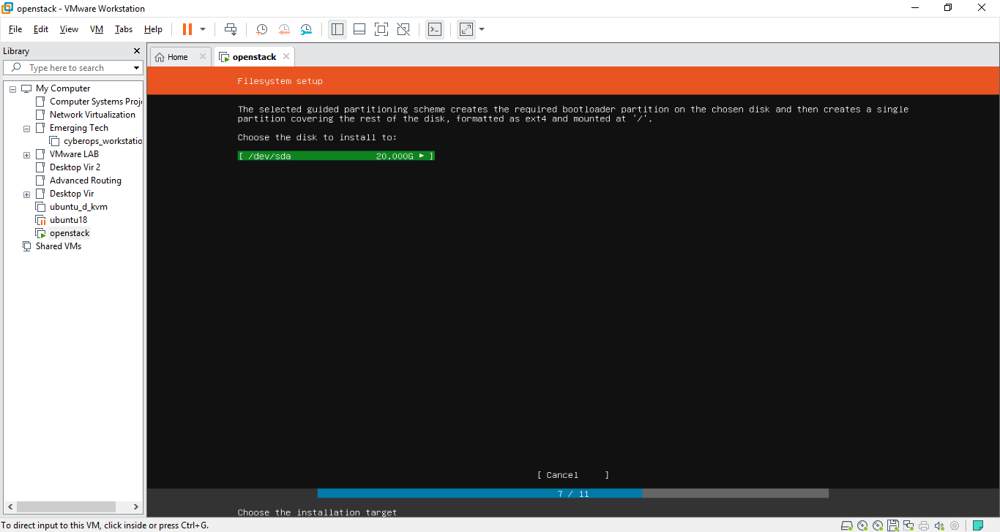 openstack - VMware Workstation
File Edit View VM Tabs Help
Library
Type here to search
My Computer
Computer Systems Proj
Network Virtualization
Emerging Tech
cyberops_workstatio
VMware LAB
Desktop Vir 2
Advanced Routing
Desktop Vir
ubuntu_d_kvm
ubuntu18
openstack
Shared VMs
Home openstack
Filesystem setup
The selected guided partitioning scheme creates the required bootloader partition on the chosen disk and then creates a single
partition covering the rest of the disk, formatted as ext4 and mounted at '/'.
Choose the disk to install to:
[ /dev/sda 20.000G ► ]
[ Cancel ]
7 / 11
Choose the installation target
To direct input to this VM, click inside or press Ctrl+G.